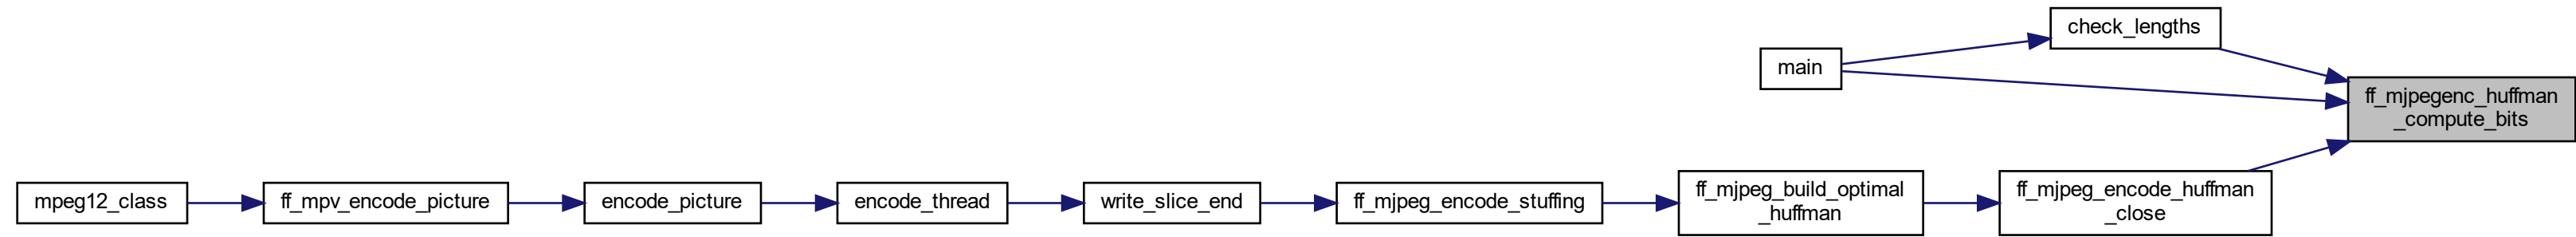 check_lengths
main
ff_mjpegenc_huffman
_compute_bits
mpeg12_class
ff_mpv_encode_picture
encode_picture
encode_thread
write_slice_end
ff_mjpeg_encode_stuffing
ff_mjpeg_build_optimal
_huffman
ff_mjpeg_encode_huffman
_close